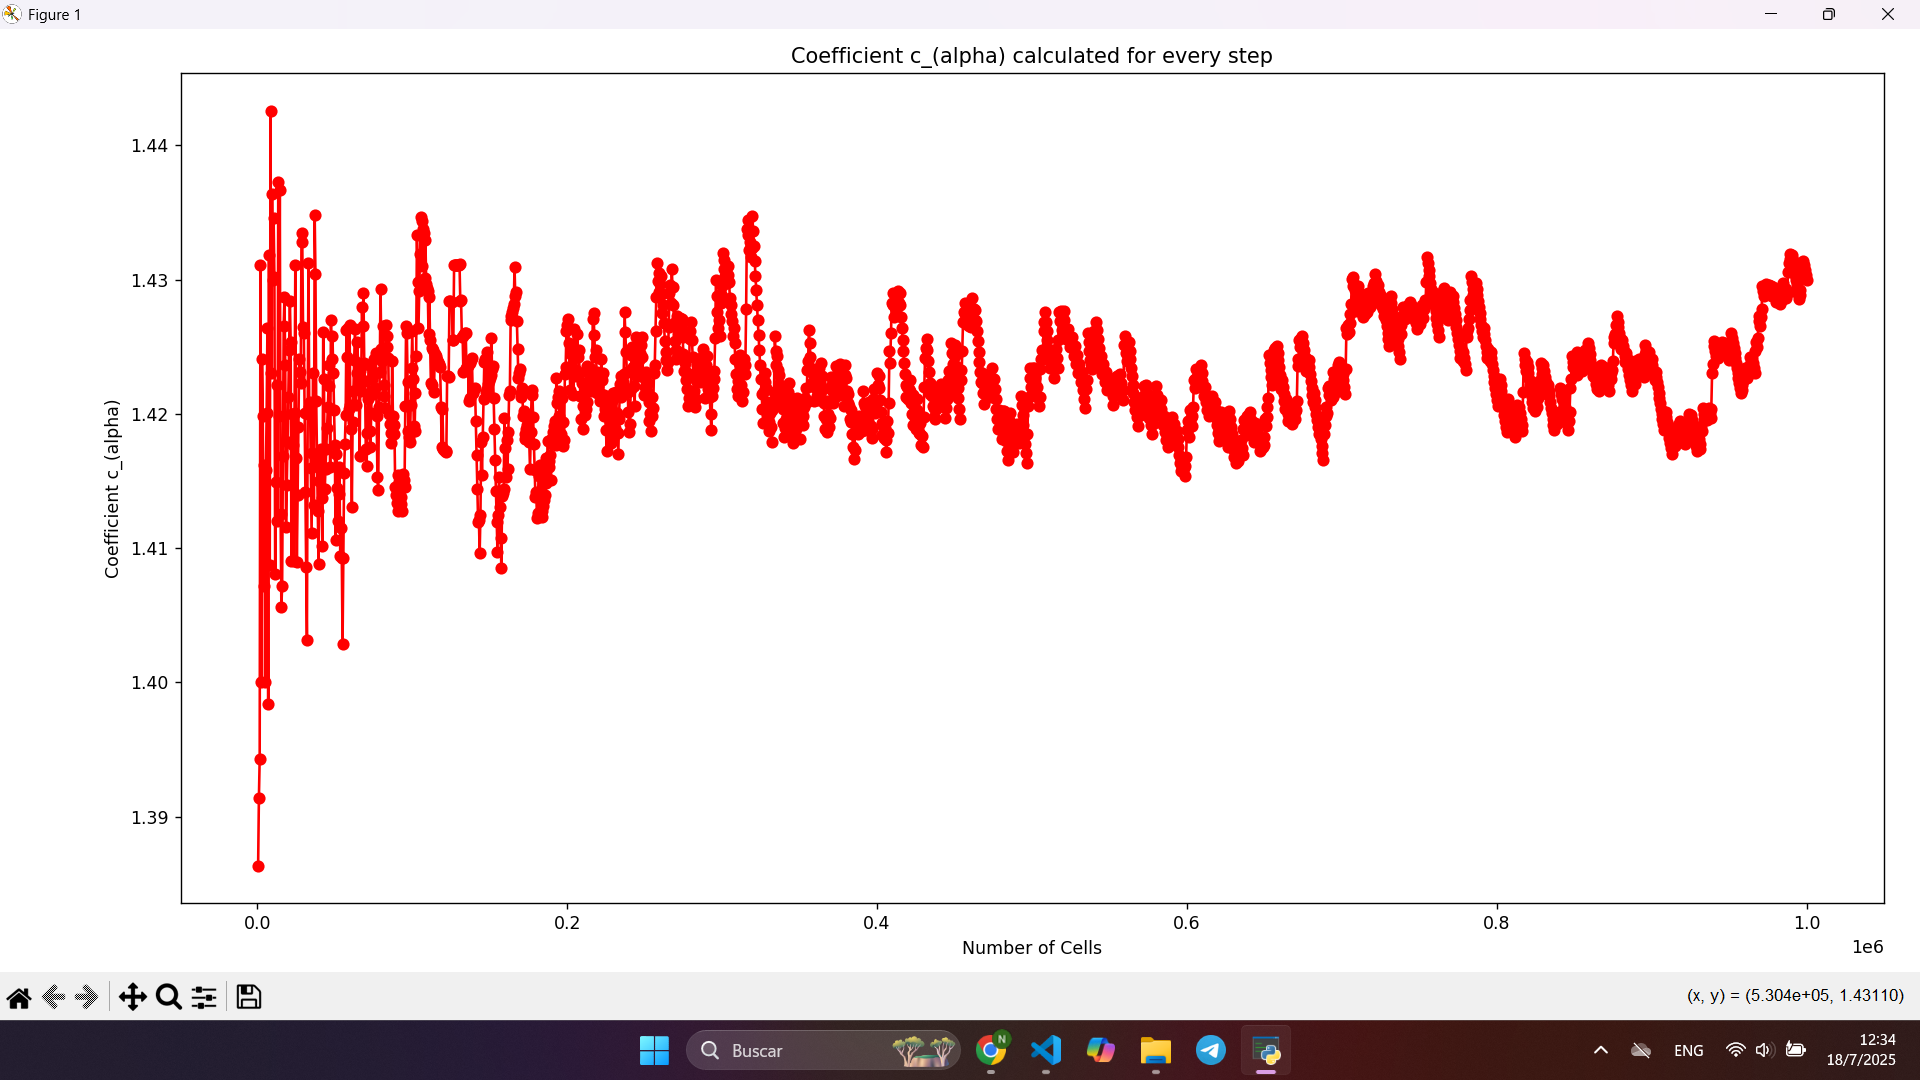 Figure 1
Coefficient c_(alpha) calculated for every step
1.44
1.43
1.42
1.41
1.40
1.39
Coefficient c_(alpha)
0.0
0.2
0.4
0.6
0.8
1.0
Number of Cells
1e6
(x, y) = (5.304e+05, 1.43110)
Buscar
N
ENG
12:34
18/7/2025